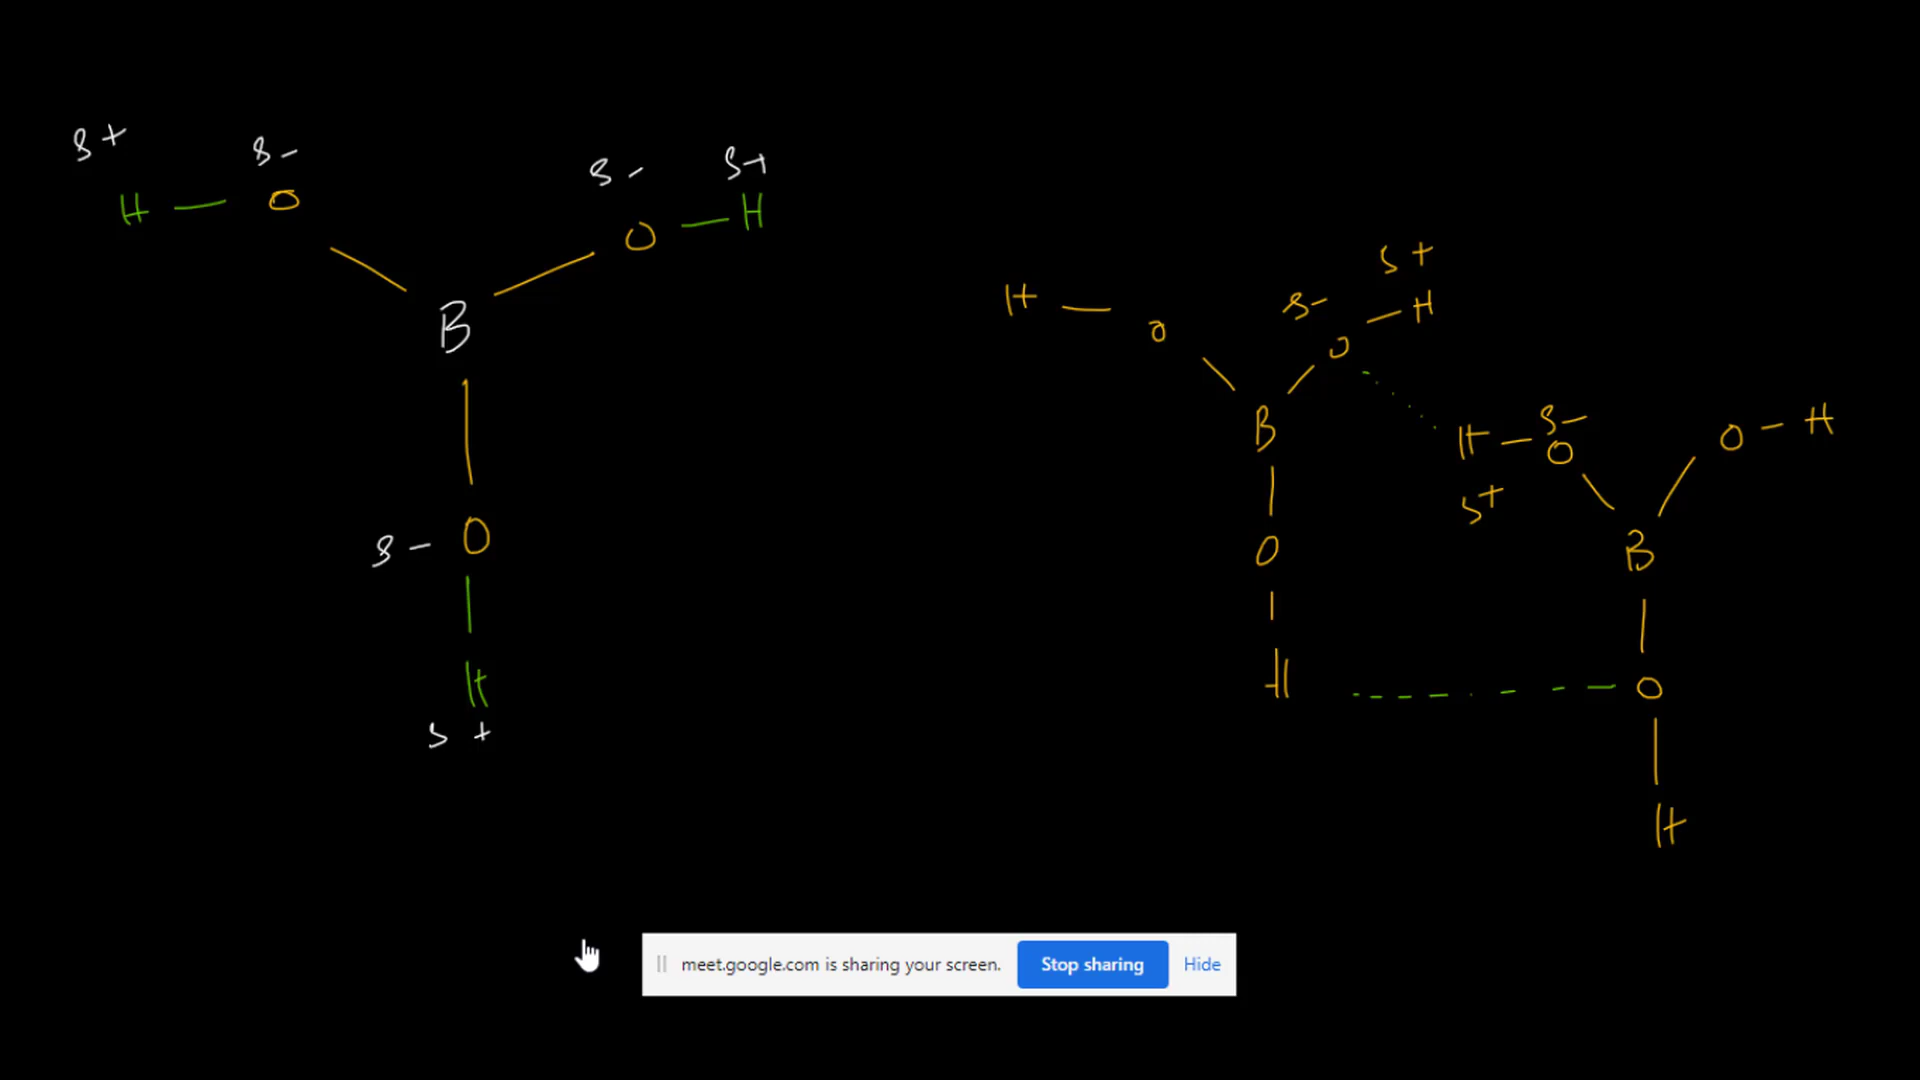 δ+ δ- δ- δ+
H — O O — H
B
δ- O
H
δ+
δ+
H — O δ- O — H
B
H — O δ- O — H
δ+
B
O
H O
H
meet.google.com is sharing your screen. Stop sharing Hide